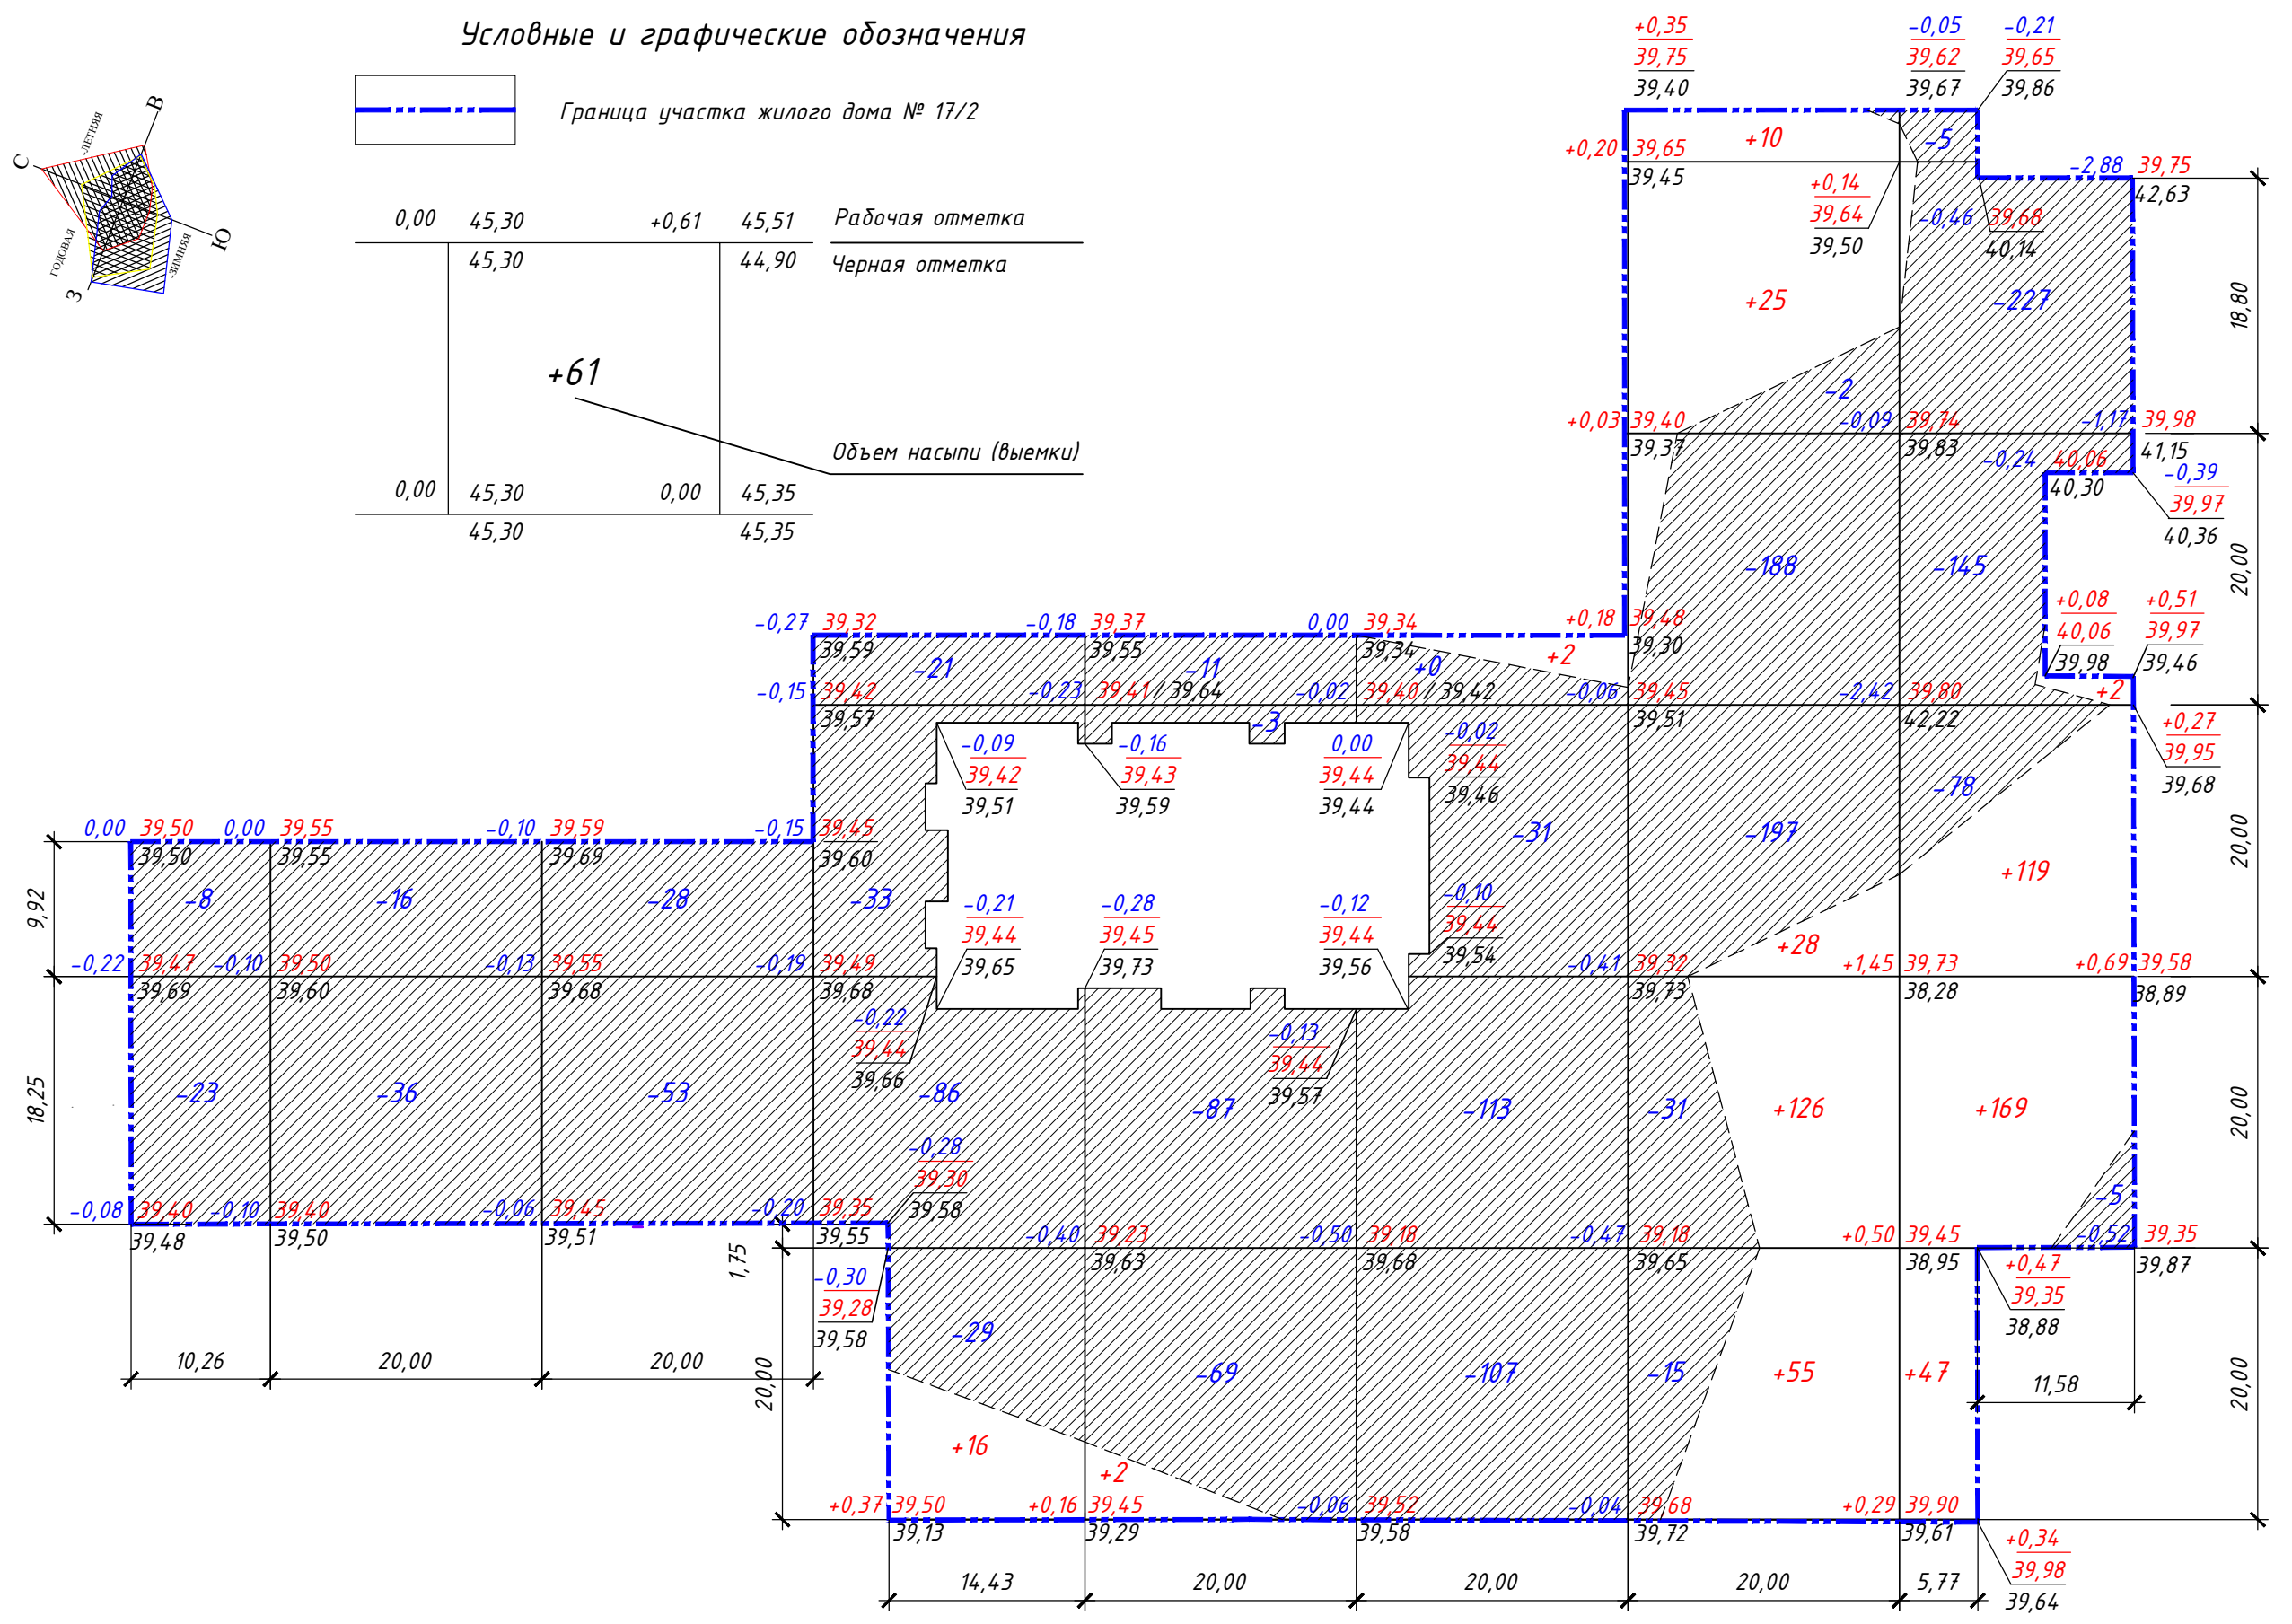 Условные и графические обозначения
Граница участка жилого дома № 17/2
С
В
Ю
З
-ЛЕТНЯЯ
ГОДОВАЯ
-ЗИМНЯЯ
0,00 45,30 +0,61 45,51 Рабочая отметка
45,30 44,90 Черная отметка
+61
Объем насыпи (выемки)
0,00 45,30 0,00 45,35
45,30 45,35
+0,35 -0,05 -0,21
39,75 39,62 39,65
39,40 39,67 39,86
+10 -5
+0,20 39,65 -2,88 39,75
39,45 42,63
+0,14
39,64
39,50
-0,46 39,68
40,14
+25 -227 18,80
-2
+0,03 39,40 -0,09 39,74 -1,17 39,98
39,37 39,83 41,15
-0,24 40,06
40,30
-0,39
39,97
40,36
-188 -145 20,00
+0,08 +0,51
40,06 39,97
39,98 39,46
-0,27 39,32 -0,18 39,37 0,00 39,34 +0,18 39,48
39,59 39,55 39,34 39,30
-21 -11 +0 +2 +2
-0,15 39,42 -0,23 39,41 / 39,64 -0,02 39,40 / 39,42 -0,06 39,45 -2,42 39,80
39,57 39,51 42,22
+0,27
39,95
39,68
-3
-0,09 -0,16 0,00 -0,02
39,42 39,43 39,44 39,44
39,51 39,59 39,44 39,46
-78
0,00 39,50 0,00 39,55 -0,10 39,59 -0,15 39,45
39,50 39,55 39,69 39,60
-31 -197 20,00
+119
9,92 -8 -16 -28 -33
-0,21 -0,28 -0,12 -0,10
39,44 39,45 39,44 39,44
39,65 39,73 39,56 39,54
+28
-0,22 39,47 -0,10 39,50 -0,13 39,55 -0,19 39,49 -0,41 39,32 +1,45 39,73 +0,69 39,58
39,69 39,60 39,68 39,68 39,73 38,28 38,89
-0,22 -0,13
39,44 39,44
39,66 39,57
18,25 -23 -36 -53 -86 -87 -113 -31 +126 +169 20,00
-5
-0,28
39,30
39,58
-0,08 39,40 -0,10 39,40 -0,06 39,45 -0,20 39,35
39,48 39,50 39,51 39,55
-0,40 39,23 -0,50 39,18 -0,47 39,18 +0,50 39,45 -0,52 39,35
39,63 39,68 39,65 38,95 39,87
1,75
-0,30
39,28
39,58
+0,47
39,35
38,88
-29
10,26 20,00 20,00 20,00 -69 -107 -15 +55 +47 11,58 20,00
+16 +2
+0,37 39,50 +0,16 39,45 -0,06 39,52 -0,04 39,68 +0,29 39,90
39,13 39,29 39,58 39,72 39,61
+0,34
39,98
39,64
14,43 20,00 20,00 20,00 5,77